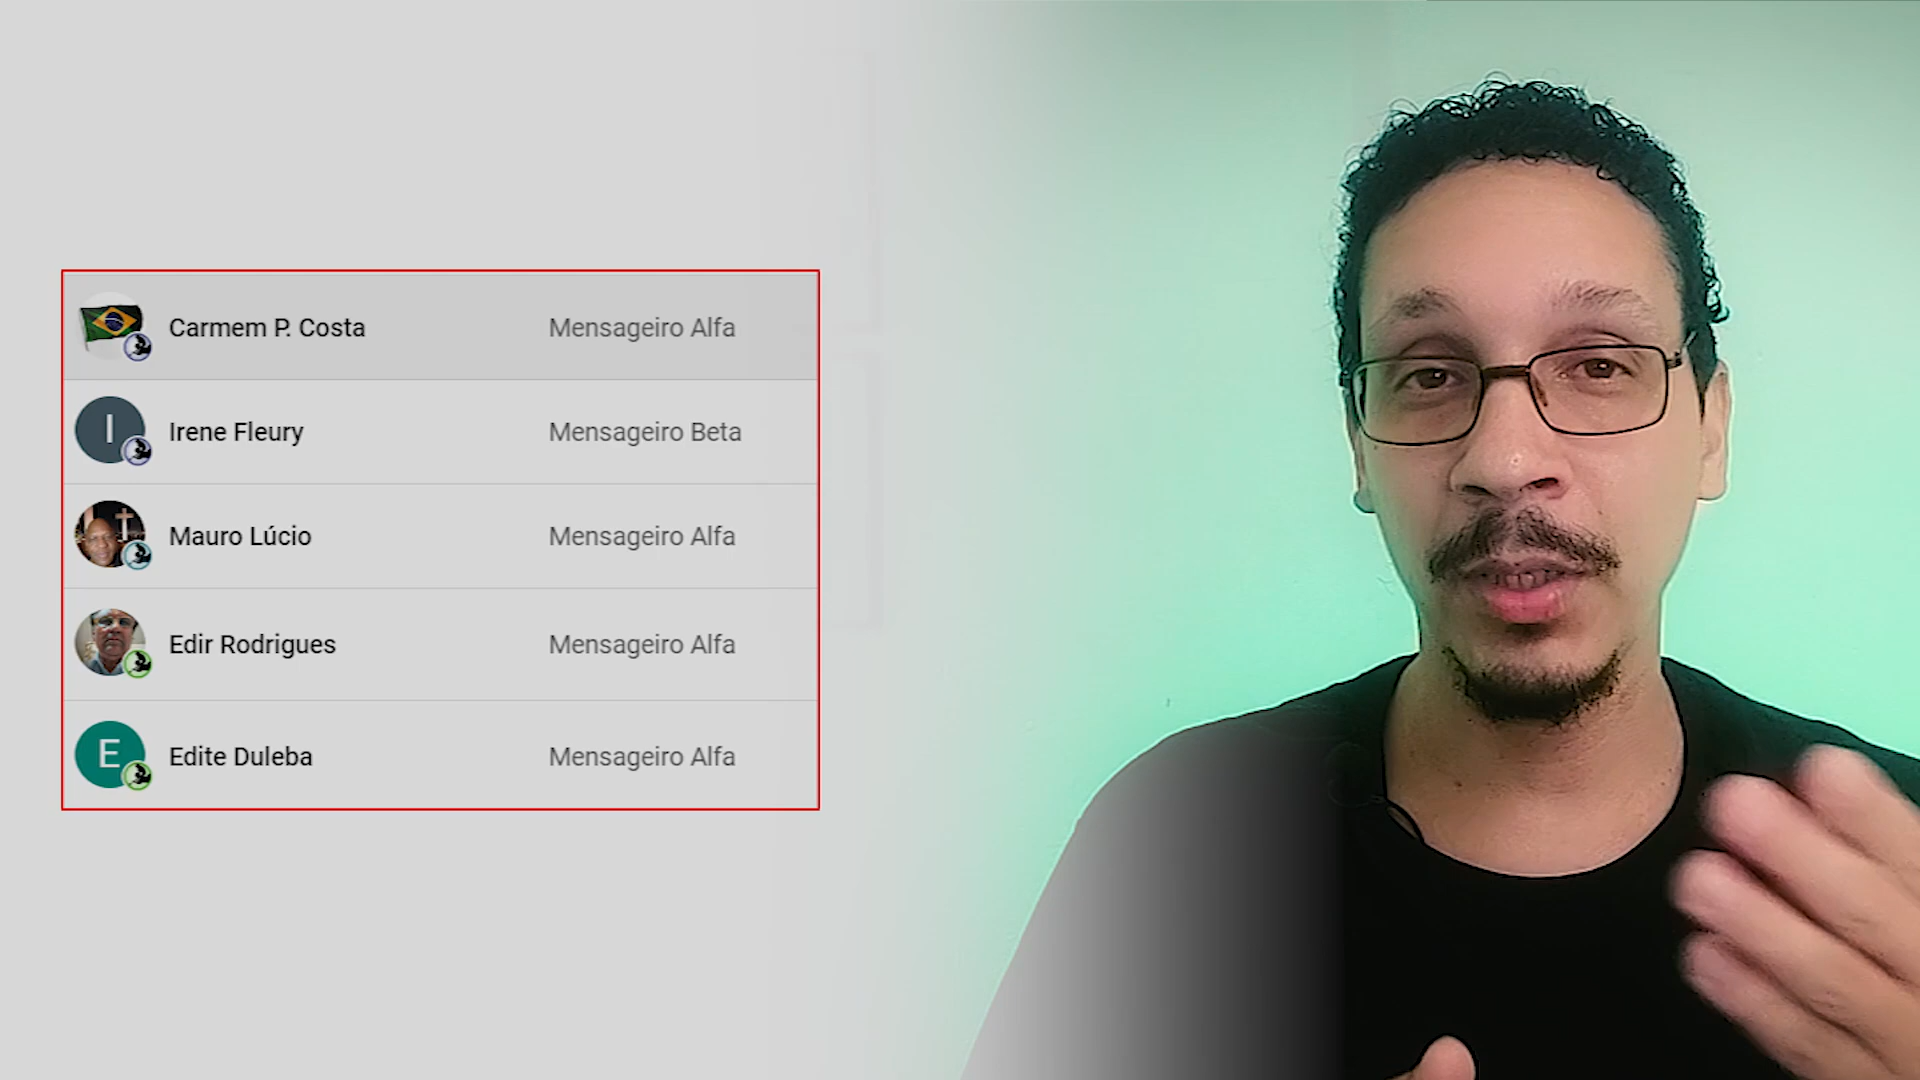 Carmem P. Costa Mensageiro Alfa
I Irene Fleury Mensageiro Beta
Mauro Lúcio Mensageiro Alfa
Edir Rodrigues Mensageiro Alfa
E Edite Duleba Mensageiro Alfa